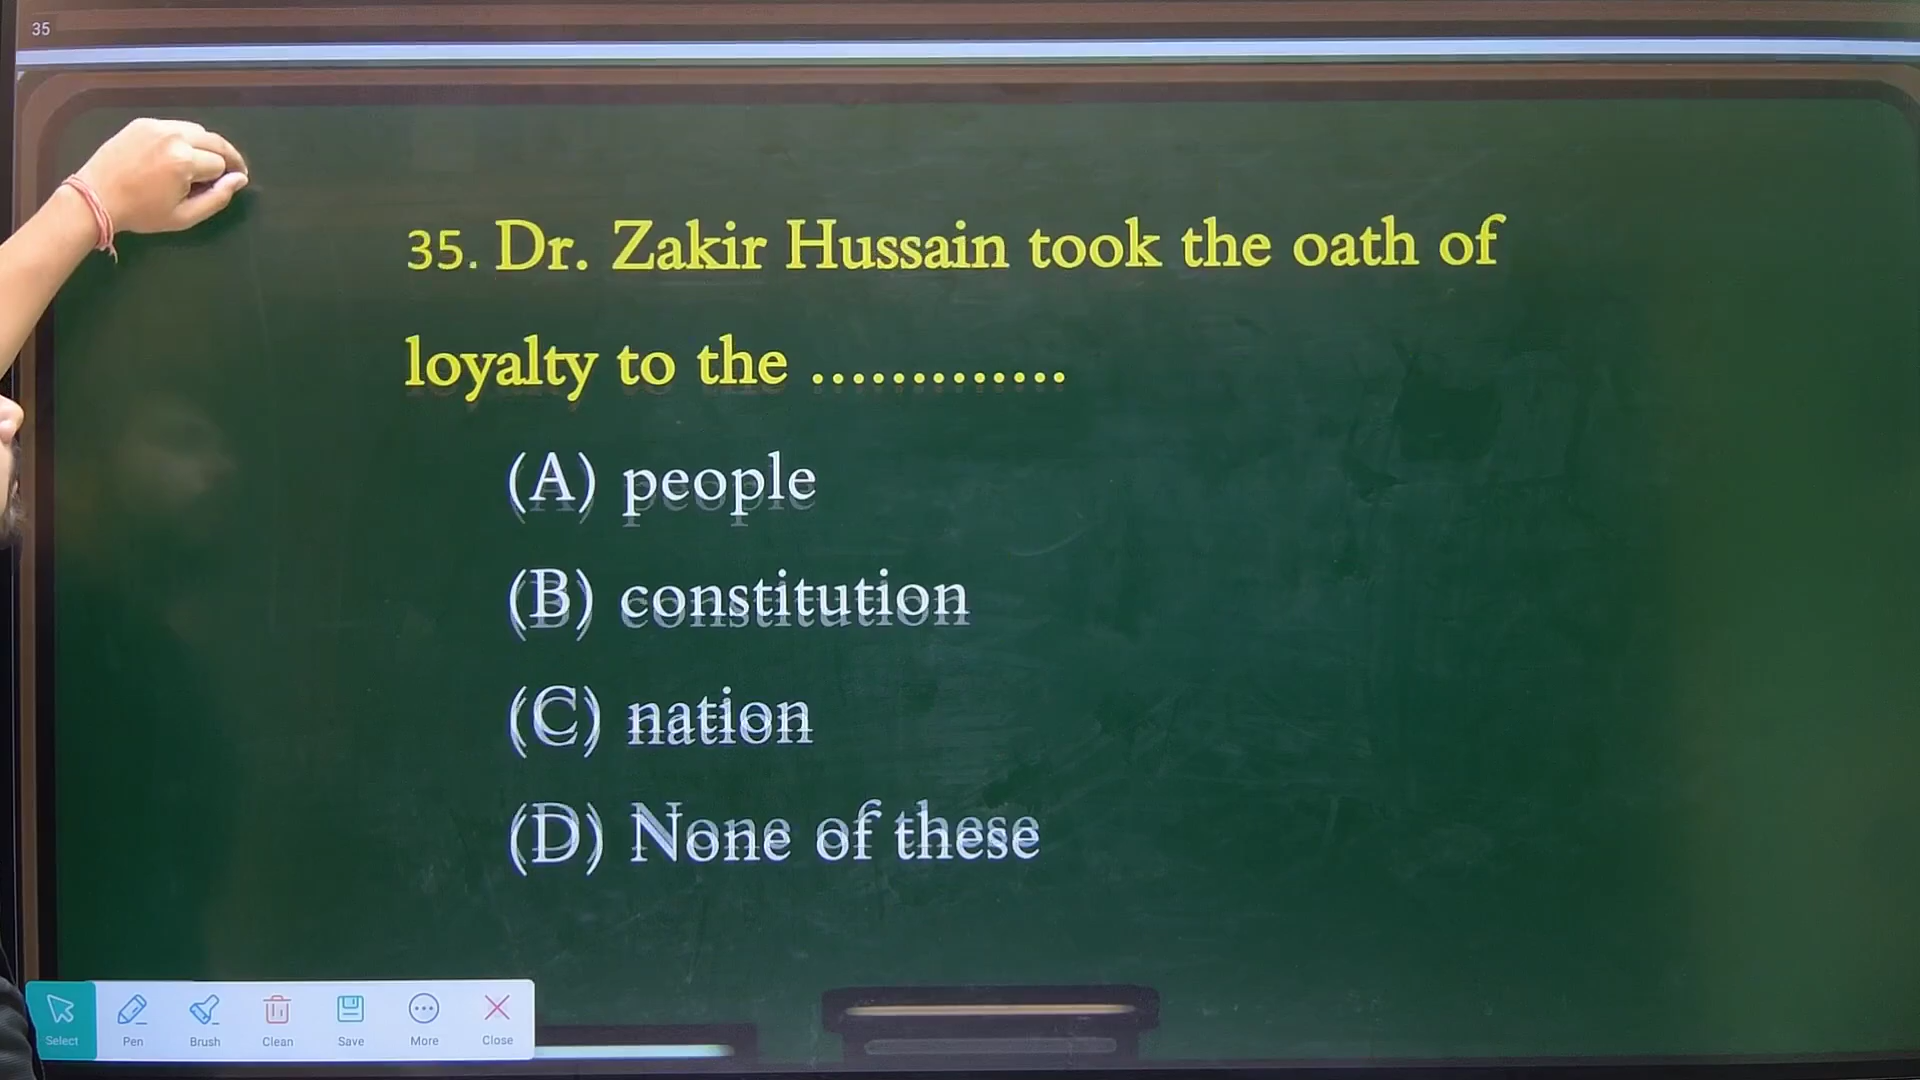 35
35. Dr. Zakir Hussain took the oath of
loyalty to the .............
(A) people
(B) constitution
(C) nation
(D) None of these
Select Pen Brush Clean Save More Close